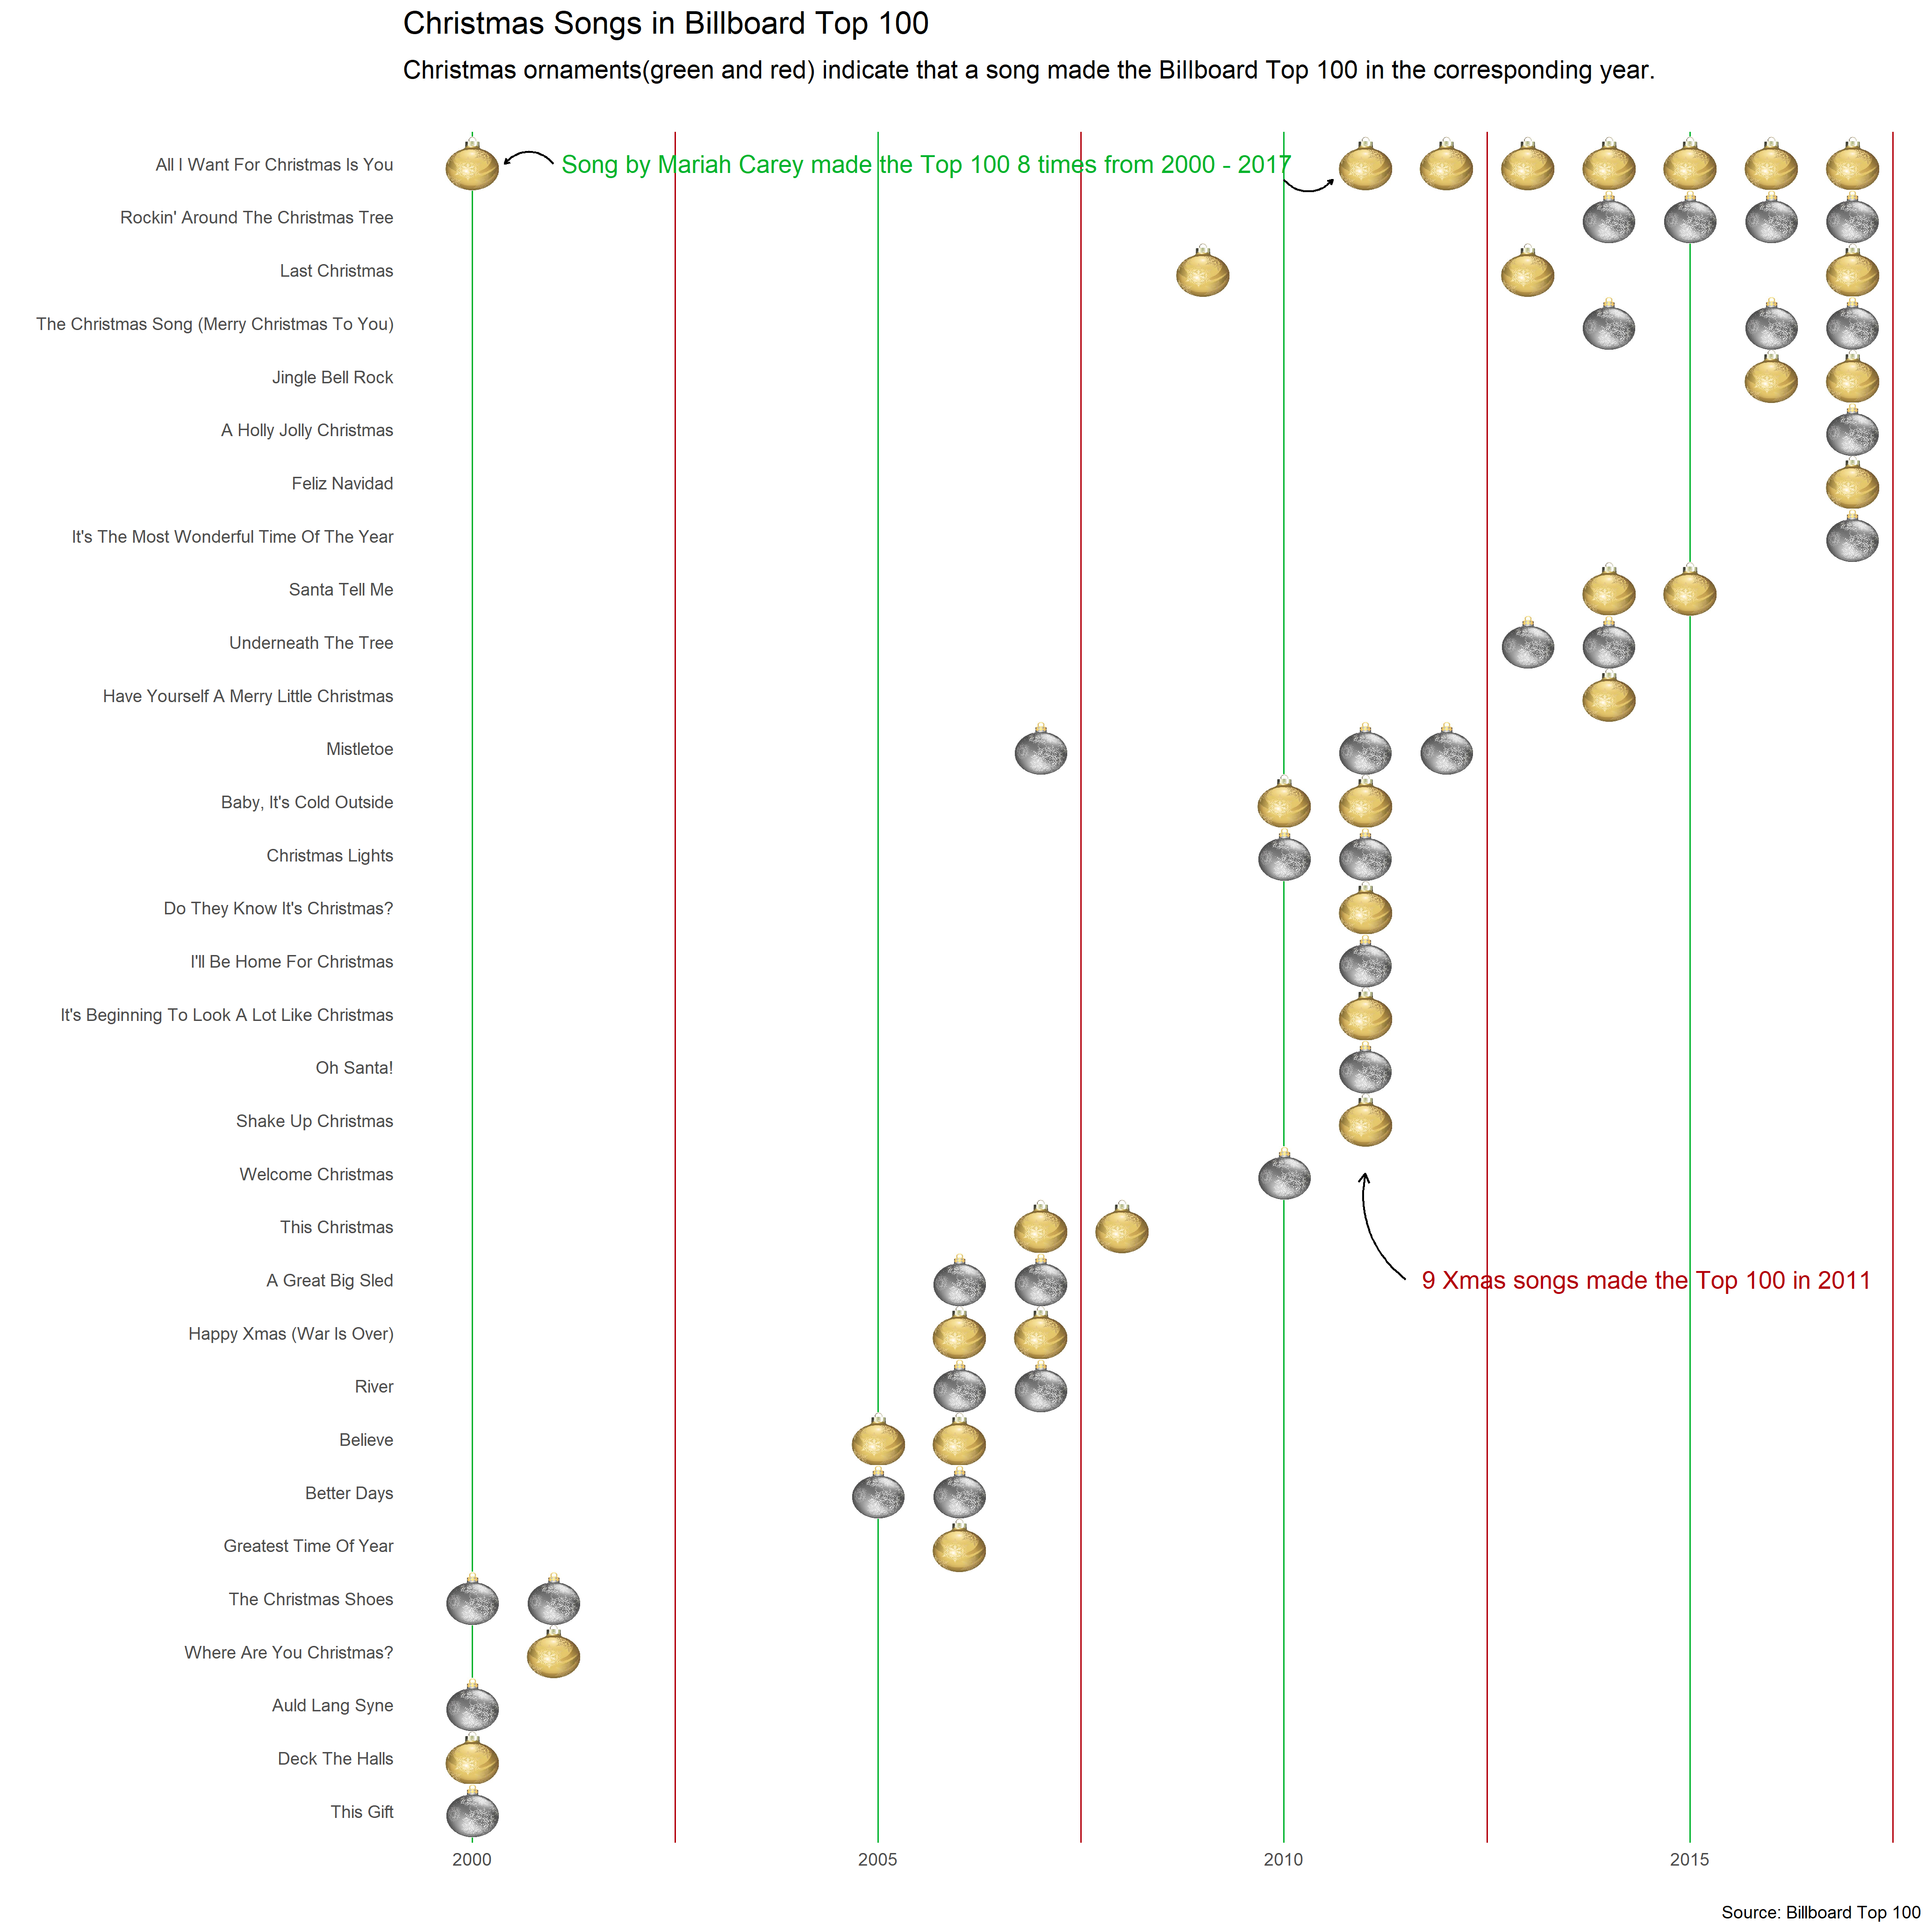 Christmas Songs in Billboard Top 100
Christmas ornaments(green and red) indicate that a song made the Billboard Top 100 in the corresponding year.
All I Want For Christmas Is You
Song by Mariah Carey made the Top 100 8 times from 2000 - 2017
Rockin' Around The Christmas Tree
Last Christmas
The Christmas Song (Merry Christmas To You)
Jingle Bell Rock
A Holly Jolly Christmas
Feliz Navidad
It's The Most Wonderful Time Of The Year
Santa Tell Me
Underneath The Tree
Have Yourself A Merry Little Christmas
Mistletoe
Baby, It's Cold Outside
Christmas Lights
Do They Know It's Christmas?
I'll Be Home For Christmas
It's Beginning To Look A Lot Like Christmas
Oh Santa!
Shake Up Christmas
Welcome Christmas
This Christmas
A Great Big Sled
9 Xmas songs made the Top 100 in 2011
Happy Xmas (War Is Over)
River
Believe
Better Days
Greatest Time Of Year
The Christmas Shoes
Where Are You Christmas?
Auld Lang Syne
Deck The Halls
This Gift
2000 2005 2010 2015
Source: Billboard Top 100